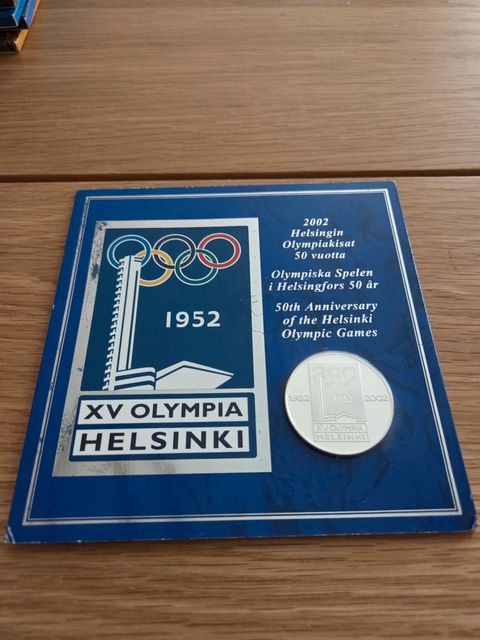 1952
XV OLYMPIA
HELSINKI
2002
Helsingin
Olympiakisat
50 vuotta
Olympiska Spelen
i Helsingfors 50 år
50th Anniversary
of the Helsinki
Olympic Games
1952 1952 2002
XV OLYMPIA
HELSINKI